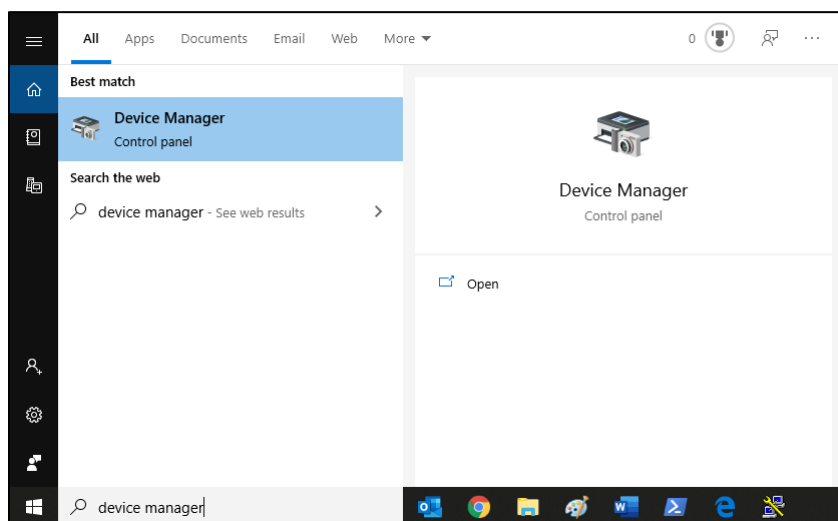 All Apps Documents Email Web More 0 ...
Best match
Device Manager
Control panel
Search the web
device manager - See web results
Device Manager
Control panel
Open
device manager